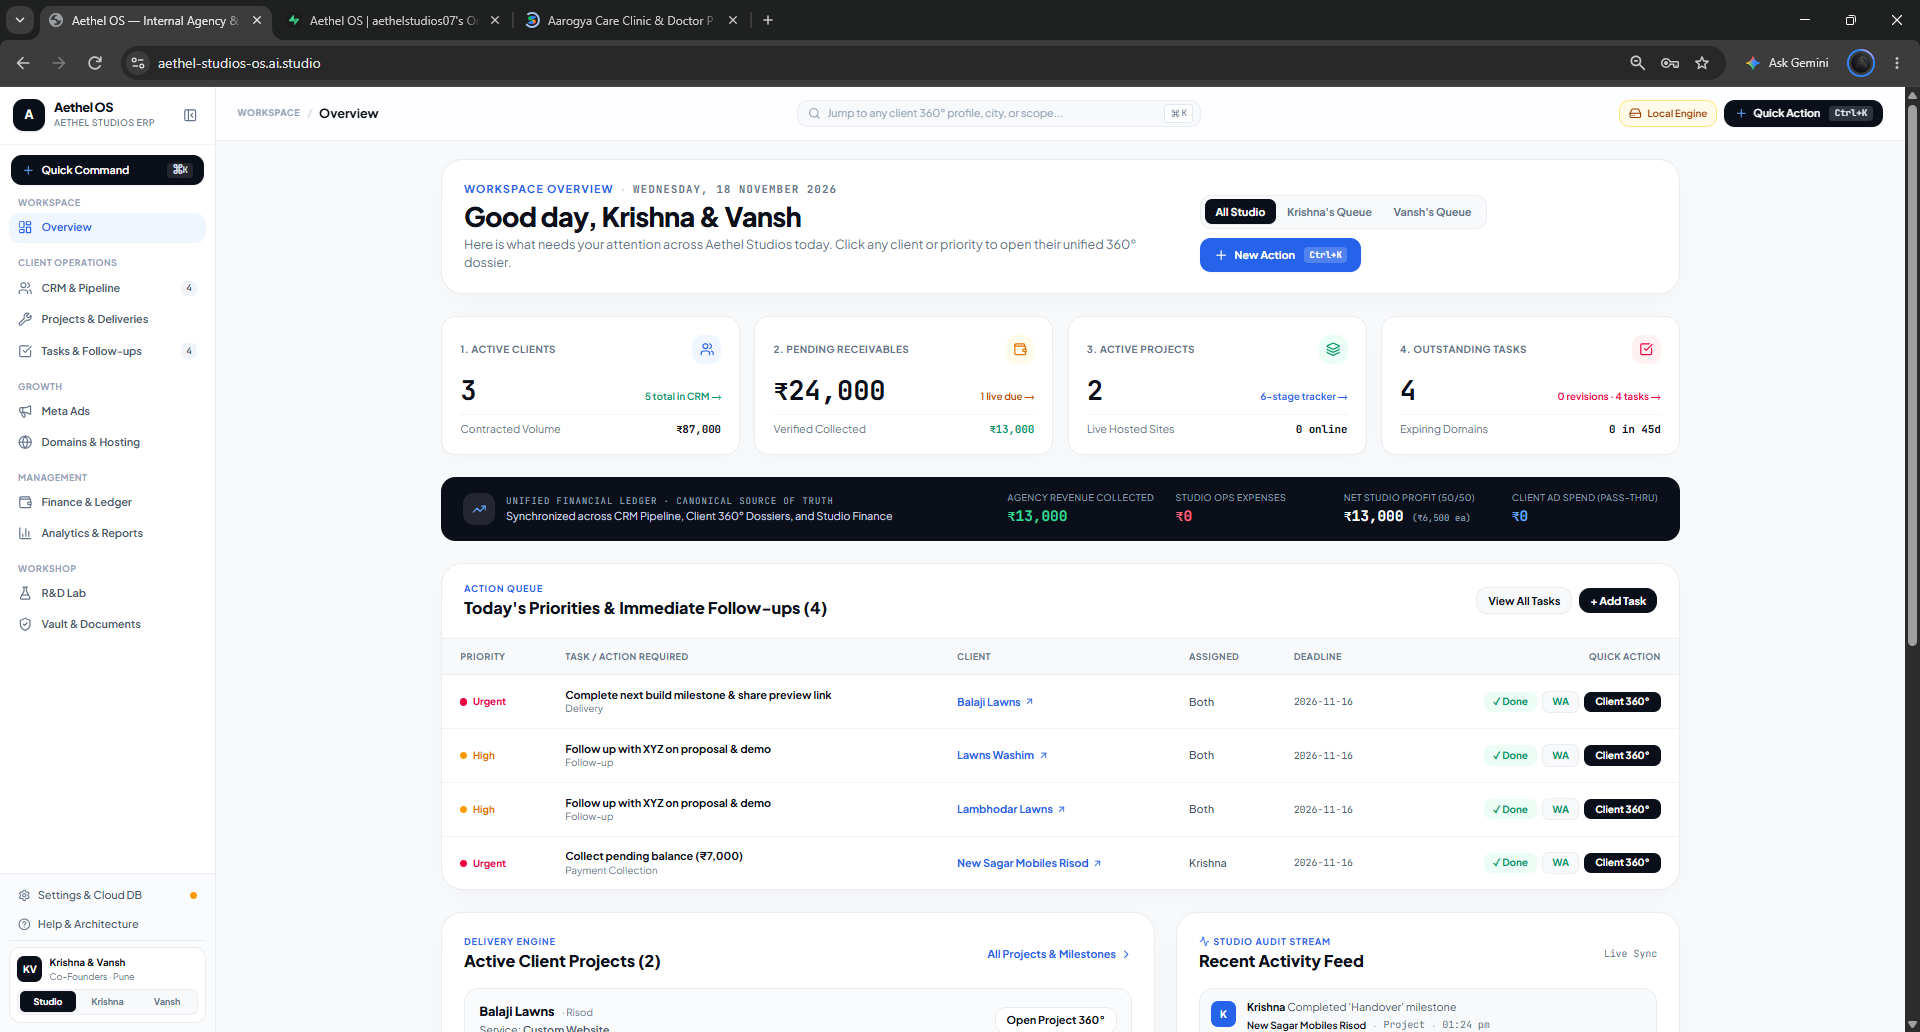 Aethel OS — Internal Agency &
Aethel OS | aethelstudios07's O
Aarogya Care Clinic & Doctor P
aethel-studios-os.ai.studio
Ask Gemini
A
Aethel OS
AETHEL STUDIOS ERP
Quick Command ⌘K
WORKSPACE
Overview
CLIENT OPERATIONS
CRM & Pipeline 4
Projects & Deliveries
Tasks & Follow-ups 4
GROWTH
Meta Ads
Domains & Hosting
MANAGEMENT
Finance & Ledger
Analytics & Reports
WORKSHOP
R&D Lab
Vault & Documents
Settings & Cloud DB
Help & Architecture
KV
Krishna & Vansh
Co-Founders · Pune
Studio Krishna Vansh
WORKSPACE / Overview
Jump to any client 360° profile, city, or scope... ⌘K
Local Engine
+ Quick Action Ctrl+K
WORKSPACE OVERVIEW · WEDNESDAY, 18 NOVEMBER 2026
Good day, Krishna & Vansh
Here is what needs your attention across Aethel Studios today. Click any client or priority to open their unified 360°
dossier.
All Studio Krishna's Queue Vansh's Queue
+ New Action Ctrl+K
1. ACTIVE CLIENTS
3
5 total in CRM →
Contracted Volume ₹87,000
2. PENDING RECEIVABLES
₹24,000
1 live due →
Verified Collected ₹13,000
3. ACTIVE PROJECTS
2
6-stage tracker →
Live Hosted Sites 0 online
4. OUTSTANDING TASKS
4
0 revisions · 4 tasks →
Expiring Domains 0 in 45d
UNIFIED FINANCIAL LEDGER · CANONICAL SOURCE OF TRUTH
Synchronized across CRM Pipeline, Client 360° Dossiers, and Studio Finance
AGENCY REVENUE COLLECTED
₹13,000
STUDIO OPS EXPENSES
₹0
NET STUDIO PROFIT (50/50)
₹13,000 (₹6,500 ea)
CLIENT AD SPEND (PASS-THRU)
₹0
ACTION QUEUE
Today's Priorities & Immediate Follow-ups (4)
View All Tasks
+ Add Task
PRIORITY TASK / ACTION REQUIRED CLIENT ASSIGNED DEADLINE QUICK ACTION
Urgent Complete next build milestone & share preview link Balaji Lawns ↗ Both 2026-11-16 ✓ Done WA Client 360°
Delivery
High Follow up with XYZ on proposal & demo Lawns Washim ↗ Both 2026-11-16 ✓ Done WA Client 360°
Follow-up
High Follow up with XYZ on proposal & demo Lambhodar Lawns ↗ Both 2026-11-16 ✓ Done WA Client 360°
Follow-up
Urgent Collect pending balance (₹7,000) New Sagar Mobiles Risod ↗ Krishna 2026-11-16 ✓ Done WA Client 360°
Payment Collection
DELIVERY ENGINE
Active Client Projects (2)
All Projects & Milestones >
Balaji Lawns · Risod
Service: Custom Website
Open Project 360°
STUDIO AUDIT STREAM
Recent Activity Feed
Live Sync
K
Krishna Completed 'Handover' milestone
New Sagar Mobiles Risod · Project · 01:24 pm